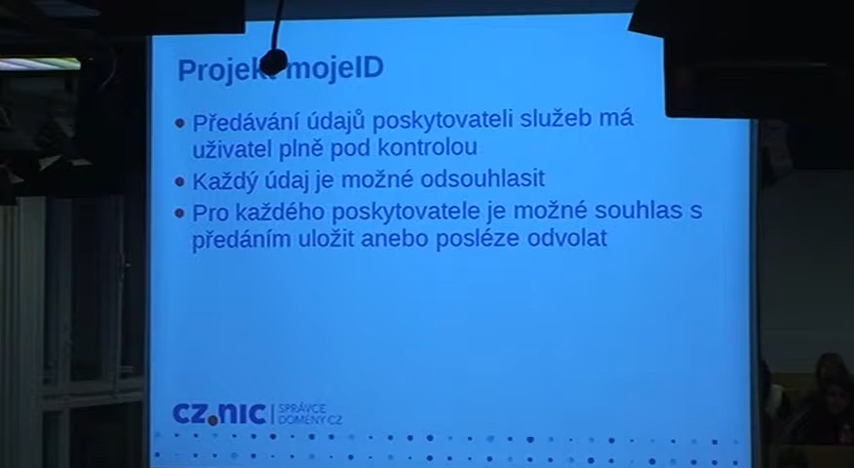 Projekt mojeID
Předávání údajů poskytovateli služeb má
uživatel plně pod kontrolou
Každý údaj je možné odsouhlasit
Pro každého poskytovatele je možné souhlas s
předáním uložit anebo posléze odvolat
cz.nic | SPRÁVCE
DOMÉNY CZ